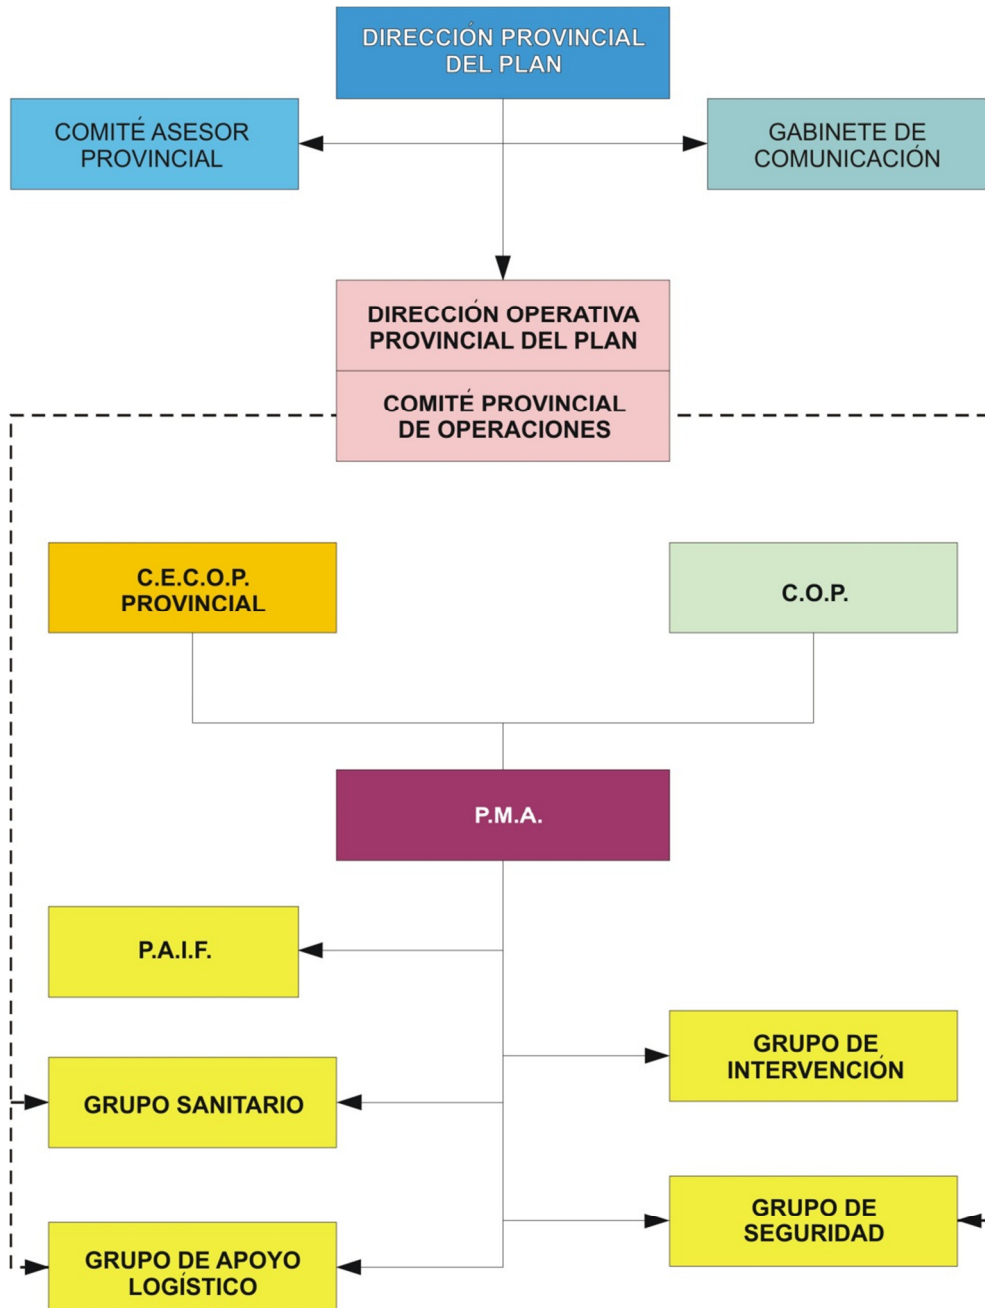 DIRECCIÓN PROVINCIAL
DEL PLAN
COMITÉ ASESOR
PROVINCIAL
GABINETE DE
COMUNICACIÓN
DIRECCIÓN OPERATIVA
PROVINCIAL DEL PLAN
COMITÉ PROVINCIAL
DE OPERACIONES
C.E.C.O.P.
PROVINCIAL
C.O.P.
P.M.A.
P.A.I.F.
GRUPO DE
INTERVENCIÓN
GRUPO SANITARIO
GRUPO DE
SEGURIDAD
GRUPO DE APOYO
LOGÍSTICO